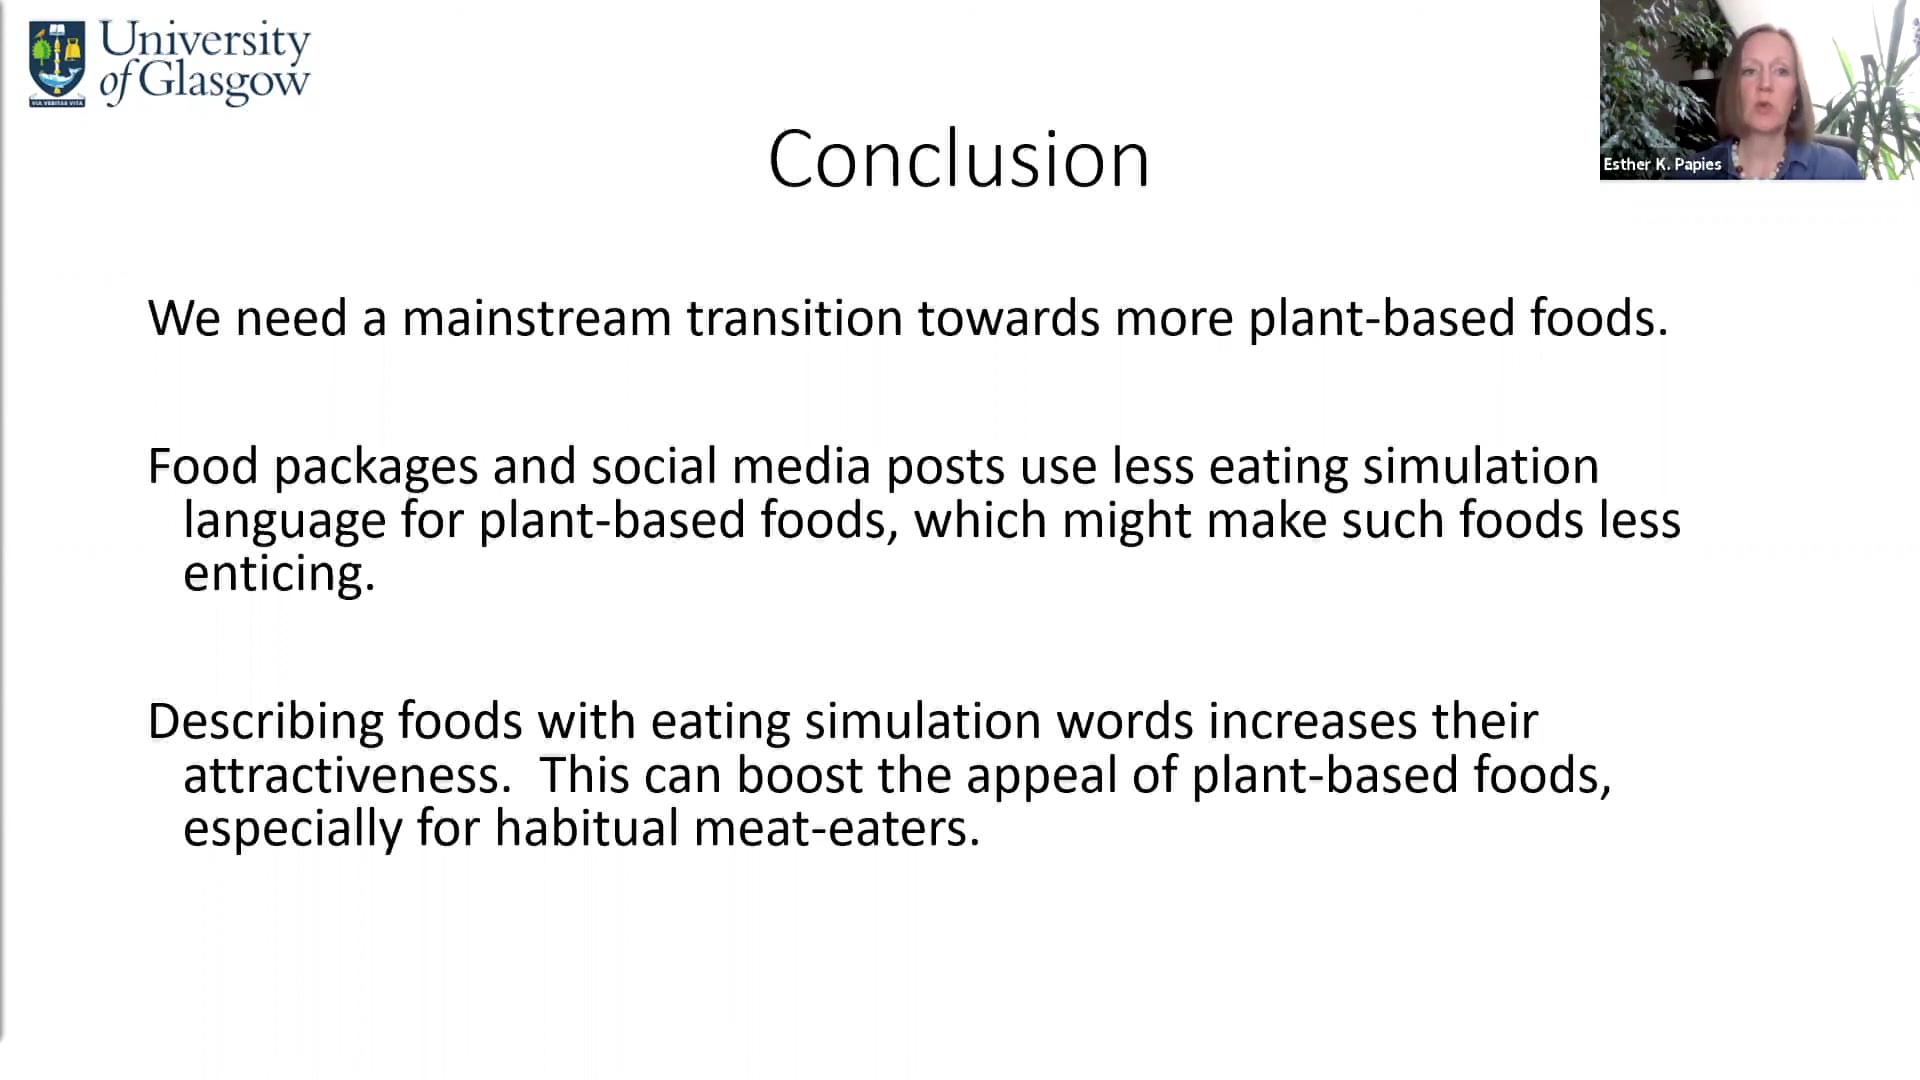 University
of Glasgow
VIA VERITAS VITA
Esther K. Papies
Conclusion
We need a mainstream transition towards more plant-based foods.
Food packages and social media posts use less eating simulation
language for plant-based foods, which might make such foods less
enticing.
Describing foods with eating simulation words increases their
attractiveness.  This can boost the appeal of plant-based foods,
especially for habitual meat-eaters.